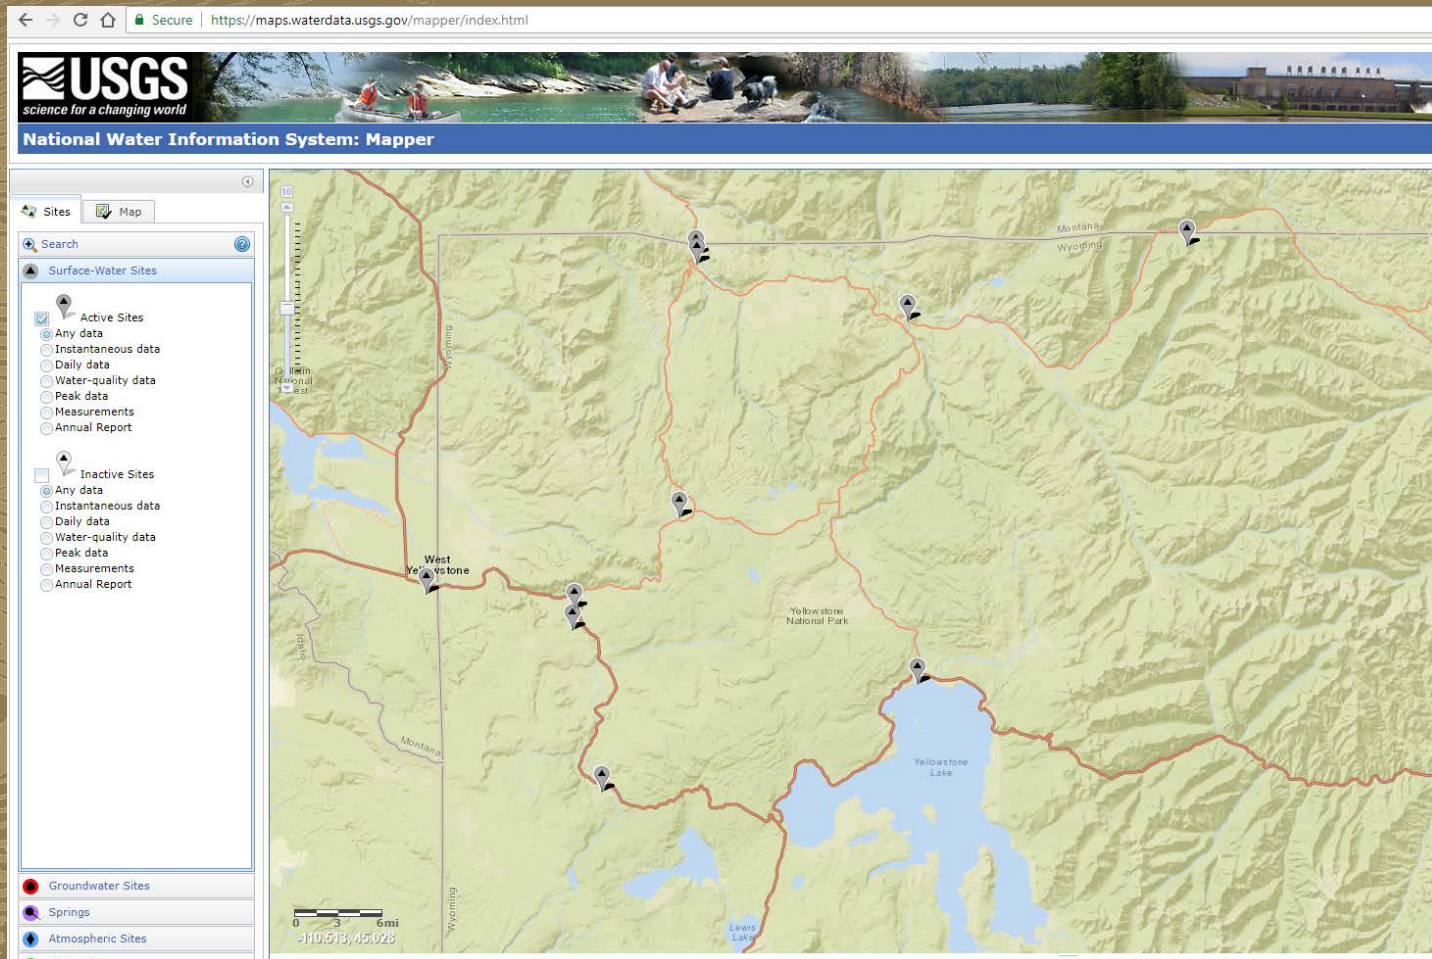 Secure
https://maps.waterdata.usgs.gov/mapper/index.html
USGS
science for a changing world
National Water Information System: Mapper
Sites
Map
Search
Surface-Water Sites
Active Sites
Any data
Instantaneous data
Daily data
Water-quality data
Peak data
Measurements
Annual Report
Inactive Sites
Any data
Instantaneous data
Daily data
Water-quality data
Peak data
Measurements
Annual Report
Groundwater Sites
Springs
Atmospheric Sites
10
Montana
Wyoming
Wyoming
National
West
Yellowstone
Idaho
Montana
Wyoming
Yellowstone
National Park
Yellowstone
Lake
Lewis
Lake
0 3 6mi
-110.513, 45.028